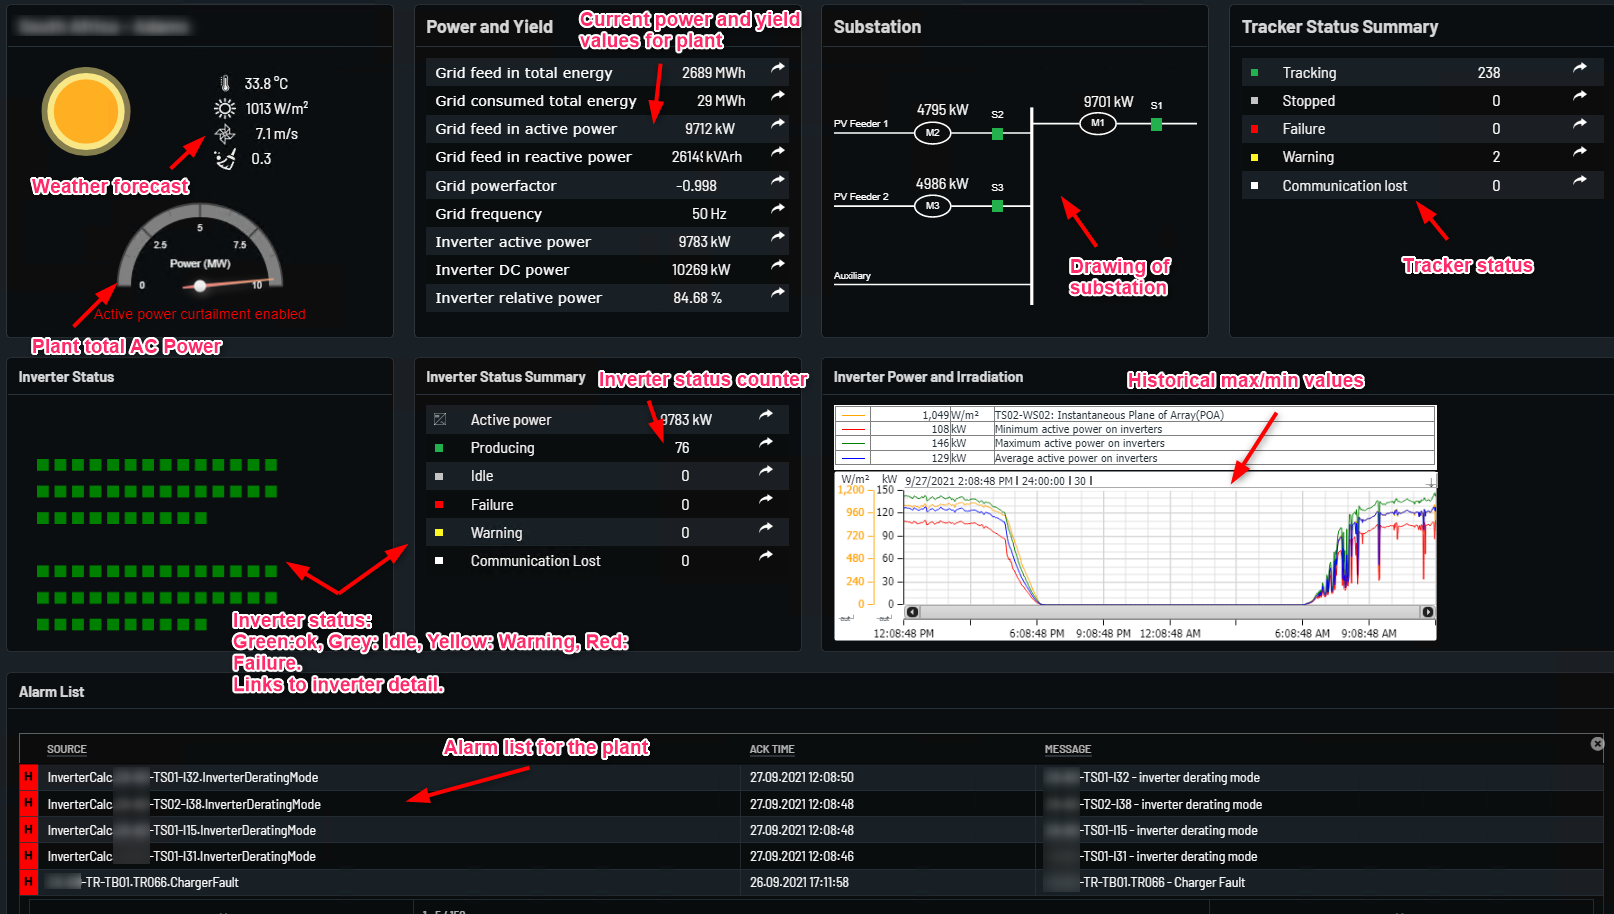 33.8 °C
1013 W/m²
7.1 m/s
0.3
Weather forecast
0
2.5
5
7.5
10
Power (MW)
Active power curtailment enabled
Plant total AC Power
Power and Yield
Current power and yield
values for plant
Grid feed in total energy 2689 MWh
Grid consumed total energy 29 MWh
Grid feed in active power 9712 kW
Grid feed in reactive power kVArh
Grid powerfactor -0.998
Grid frequency 50 Hz
Inverter active power 9783 kW
Inverter DC power 10269 kW
Inverter relative power 84.68 %
Substation
4795 kW
9701 kW
S1
S2
PV Feeder 1
M2
M1
4986 kW
S3
PV Feeder 2
M3
Auxiliary
Drawing of
substation
Tracker Status Summary
Tracking 238
Stopped 0
Failure 0
Warning 2
Communication lost 0
Tracker status
Inverter Status
Inverter status:
Green:ok, Grey: Idle, Yellow: Warning, Red:
Failure.
Links to inverter detail.
Inverter Status Summary
Inverter status counter
Active power 9783 kW
Producing 76
Idle 0
Failure 0
Warning 0
Communication Lost 0
Inverter Power and Irradiation
Historical max/min values
1,049 W/m² TS02-WS02: Instantaneous Plane of Array(POA)
108 kW Minimum active power on inverters
146 kW Maximum active power on inverters
129 kW Average active power on inverters
W/m² kW 9/27/2021 2:08:48 PM | 24:00:00 | 30 |
1,200 150
960 120
720 90
480 60
240 30
0 0
12:08:48 PM 6:08:48 PM 9:08:48 PM 12:08:48 AM 6:08:48 AM 9:08:48 AM
Alarm List
Alarm list for the plant
SOURCE ACK TIME MESSAGE
H InverterCalc. -TS01-I32.InverterDeratingMode 27.09.2021 12:08:50 -TS01-I32 - inverter derating mode
H InverterCalc. -TS02-I38.InverterDeratingMode 27.09.2021 12:08:48 -TS02-I38 - inverter derating mode
H InverterCalc. -TS01-I15.InverterDeratingMode 27.09.2021 12:08:48 -TS01-I15 - inverter derating mode
H InverterCalc. -TS01-I31.InverterDeratingMode 27.09.2021 12:08:46 -TS01-I31 - inverter derating mode
H -TR-TB01.TR066.ChargerFault 26.09.2021 17:11:58 -TR-TB01.TR066 - Charger Fault